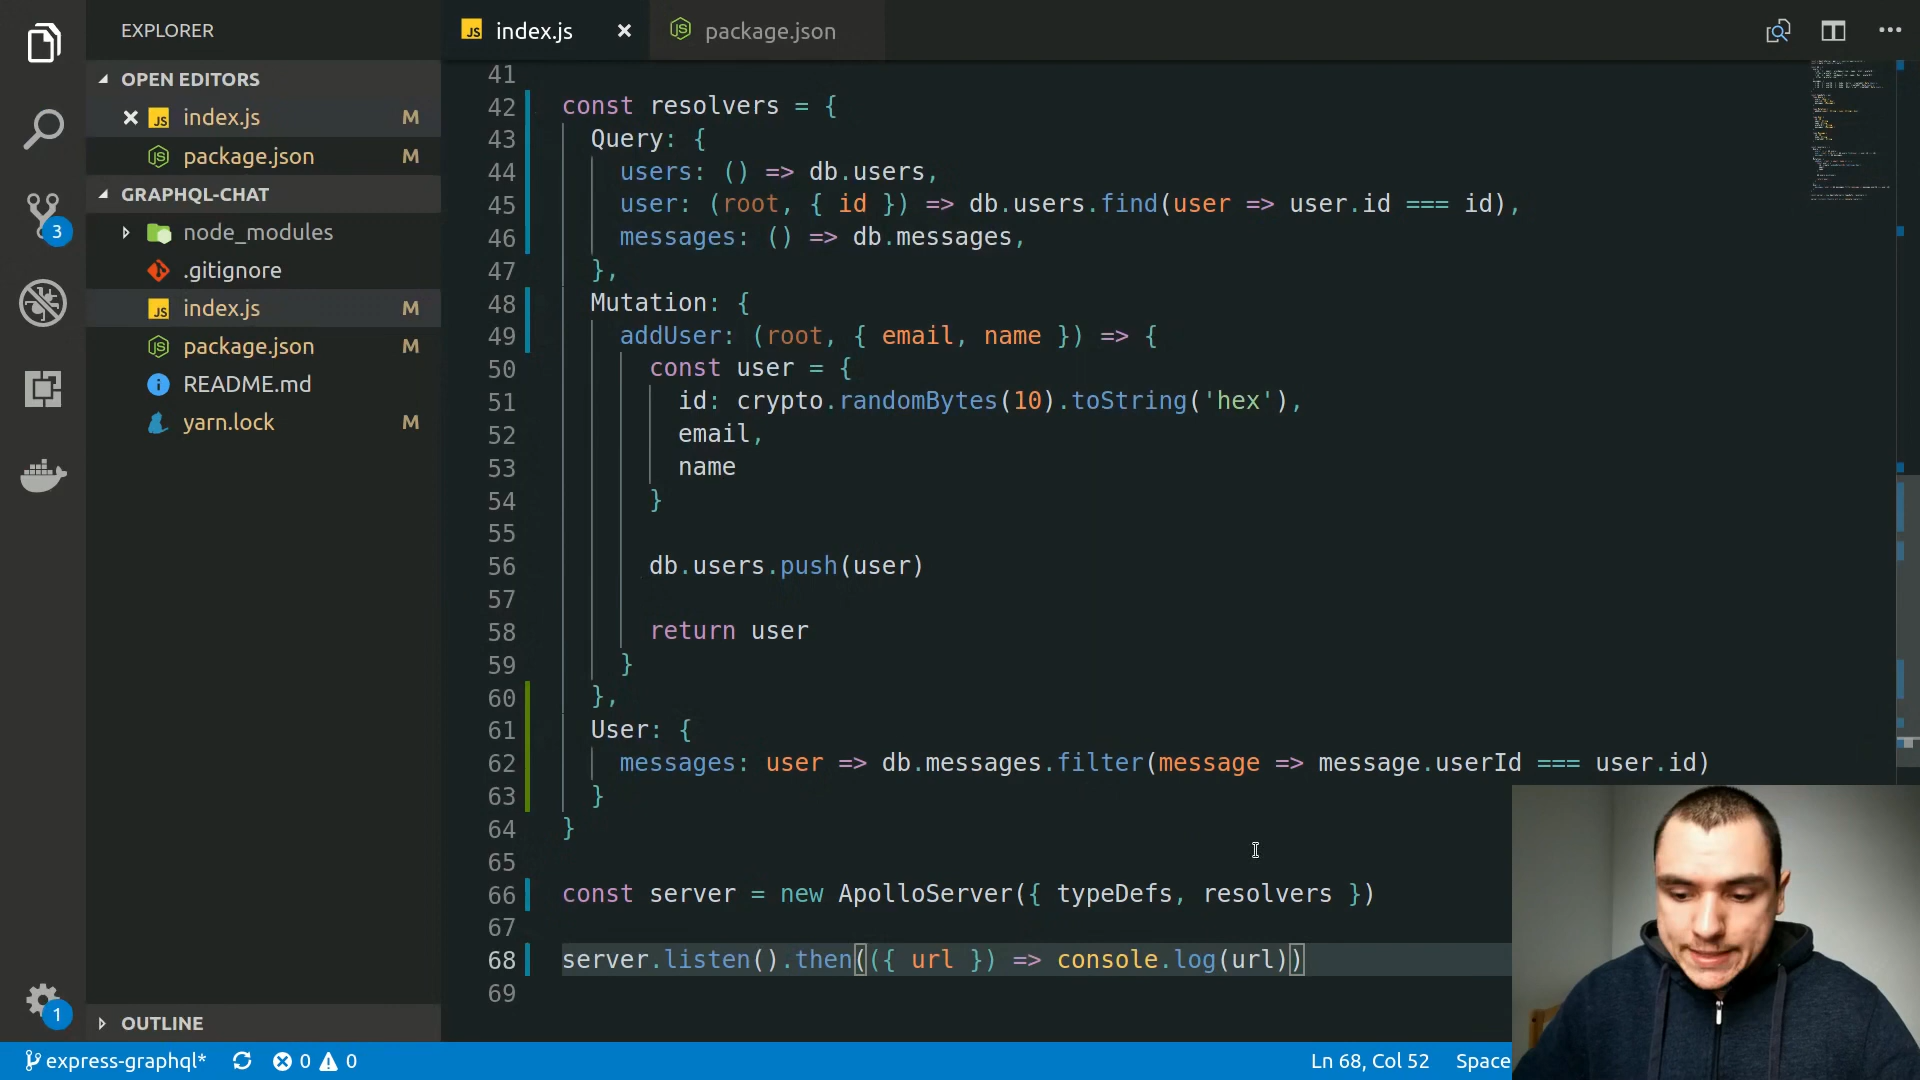 EXPLORER
OPEN EDITORS
index.js M
package.json M
GRAPHQL-CHAT
node_modules
.gitignore
index.js M
package.json M
README.md
yarn.lock M
OUTLINE
3
1
index.js
package.json
41
42 const resolvers = {
43 Query: {
44 users: () => db.users,
45 user: (root, { id }) => db.users.find(user => user.id === id),
46 messages: () => db.messages,
47 },
48 Mutation: {
49 addUser: (root, { email, name }) => {
50 const user = {
51 id: crypto.randomBytes(10).toString('hex'),
52 email,
53 name
54 }
55
56 db.users.push(user)
57
58 return user
59 }
60 },
61 User: {
62 messages: user => db.messages.filter(message => message.userId === user.id)
63 }
64 }
65
66 const server = new ApolloServer({ typeDefs, resolvers })
67
68 server.listen().then(({ url }) => console.log(url))
69
express-graphql* 0 0 Ln 68, Col 52 Space